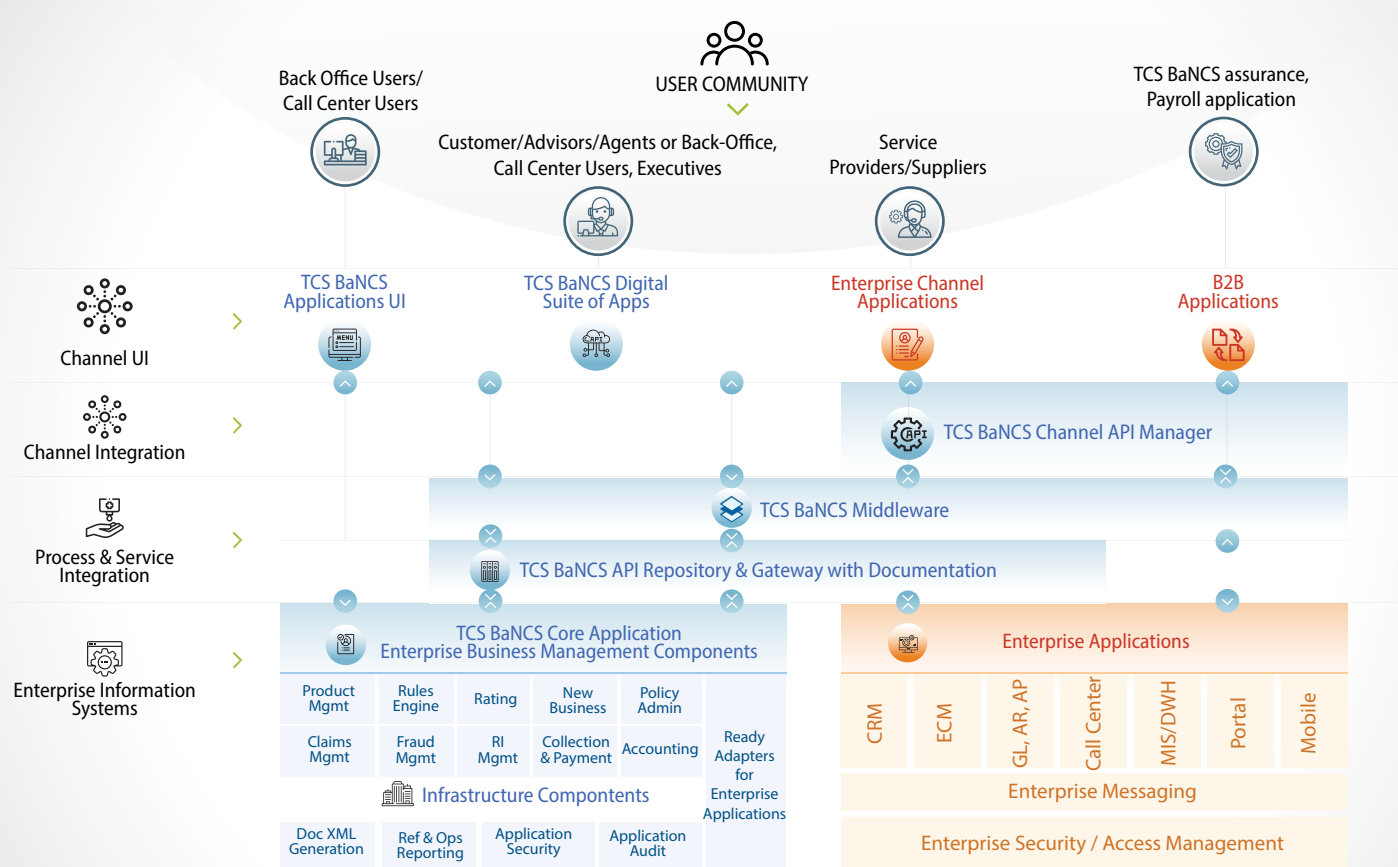 USER COMMUNITY
Back Office Users/
Call Center Users
Customer/Advisors/Agents or Back-Office,
Call Center Users, Executives
Service
Providers/Suppliers
TCS BaNCS assurance,
Payroll application
Channel UI
TCS BaNCS
Applications UI
MENU
TCS BaNCS Digital
Suite of Apps
API
Enterprise Channel
Applications
B2B
Applications
Channel Integration
API
TCS BaNCS Channel API Manager
Process & Service
Integration
TCS BaNCS Middleware
TCS BaNCS API Repository & Gateway with Documentation
Enterprise Information
Systems
TCS BaNCS Core Application
Enterprise Business Management Components
Product
Mgmt
Rules
Engine
Rating
New
Business
Policy
Admin
Claims
Mgmt
Fraud
Mgmt
RI
Mgmt
Collection
& Payment
Accounting
Ready
Adapters
for
Enterprise
Applications
Infrastructure Compontents
Doc XML
Generation
Ref & Ops
Reporting
Application
Security
Application
Audit
Enterprise Applications
CRM
ECM
GL, AR, AP
Call Center
MIS/DWH
Portal
Mobile
Enterprise Messaging
Enterprise Security / Access Management